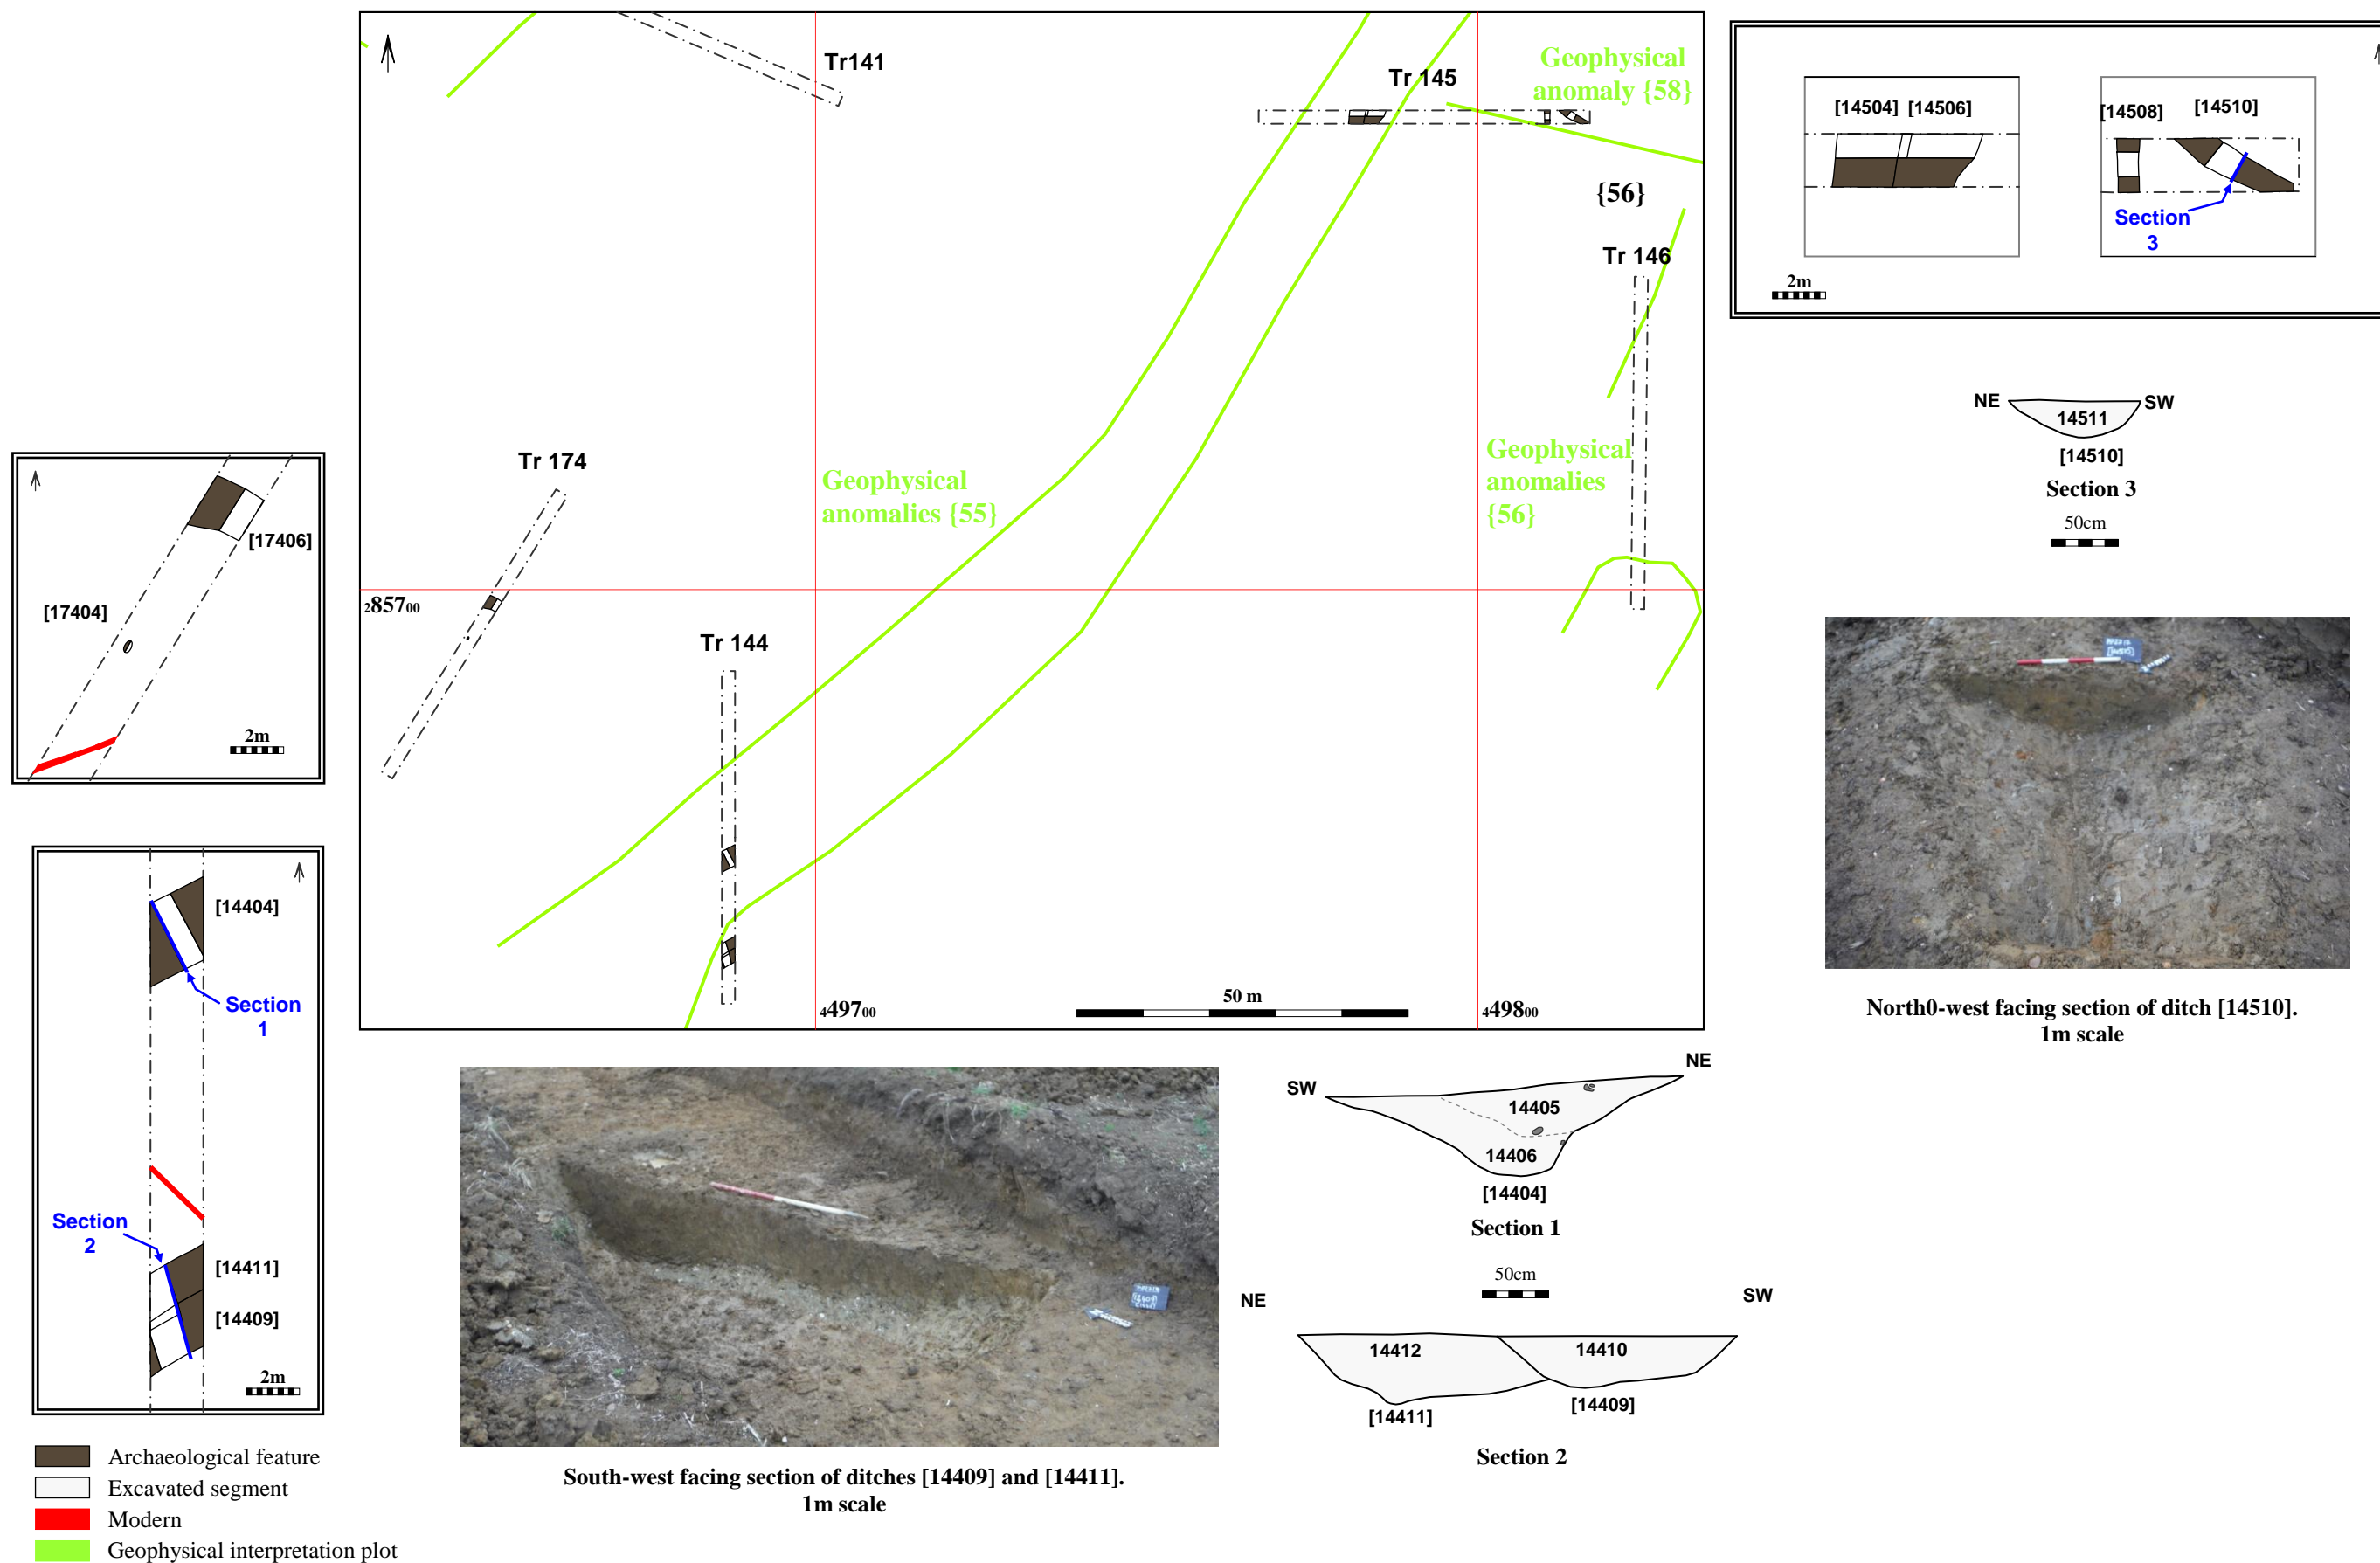 Tr141
Tr 145
Geophysical
anomaly {58}
{56}
Tr 146
Tr 174
Geophysical
anomalies {55}
Geophysical
anomalies
{56}
Tr 144
285700
449700
50 m
449800
[14504] [14506]
[14508]
[14510]
Section
3
2m
NE
SW
14511
[14510]
Section 3
50cm
North0-west facing section of ditch [14510].
1m scale
[17406]
[17404]
2m
[14404]
Section
1
Section
2
[14411]
[14409]
2m
SW
NE
14405
14406
[14404]
Section 1
50cm
NE
SW
14412
14410
[14411]
[14409]
Section 2
South-west facing section of ditches [14409] and [14411].
1m scale
Archaeological feature
Excavated segment
Modern
Geophysical interpretation plot